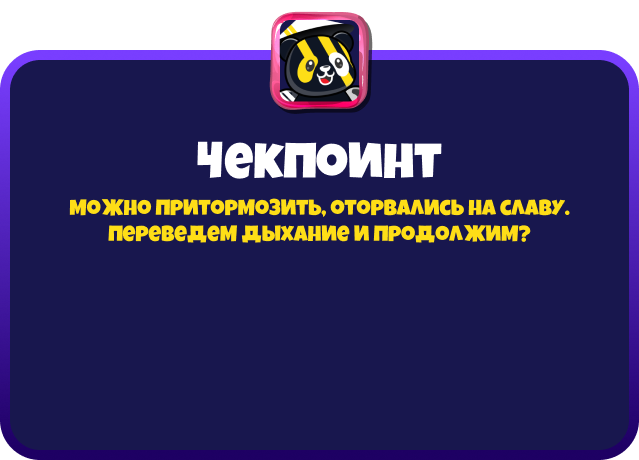 Чекпоинт
Можно притормозить, оторвались на славу.
Переведем дыхание и продолжим?